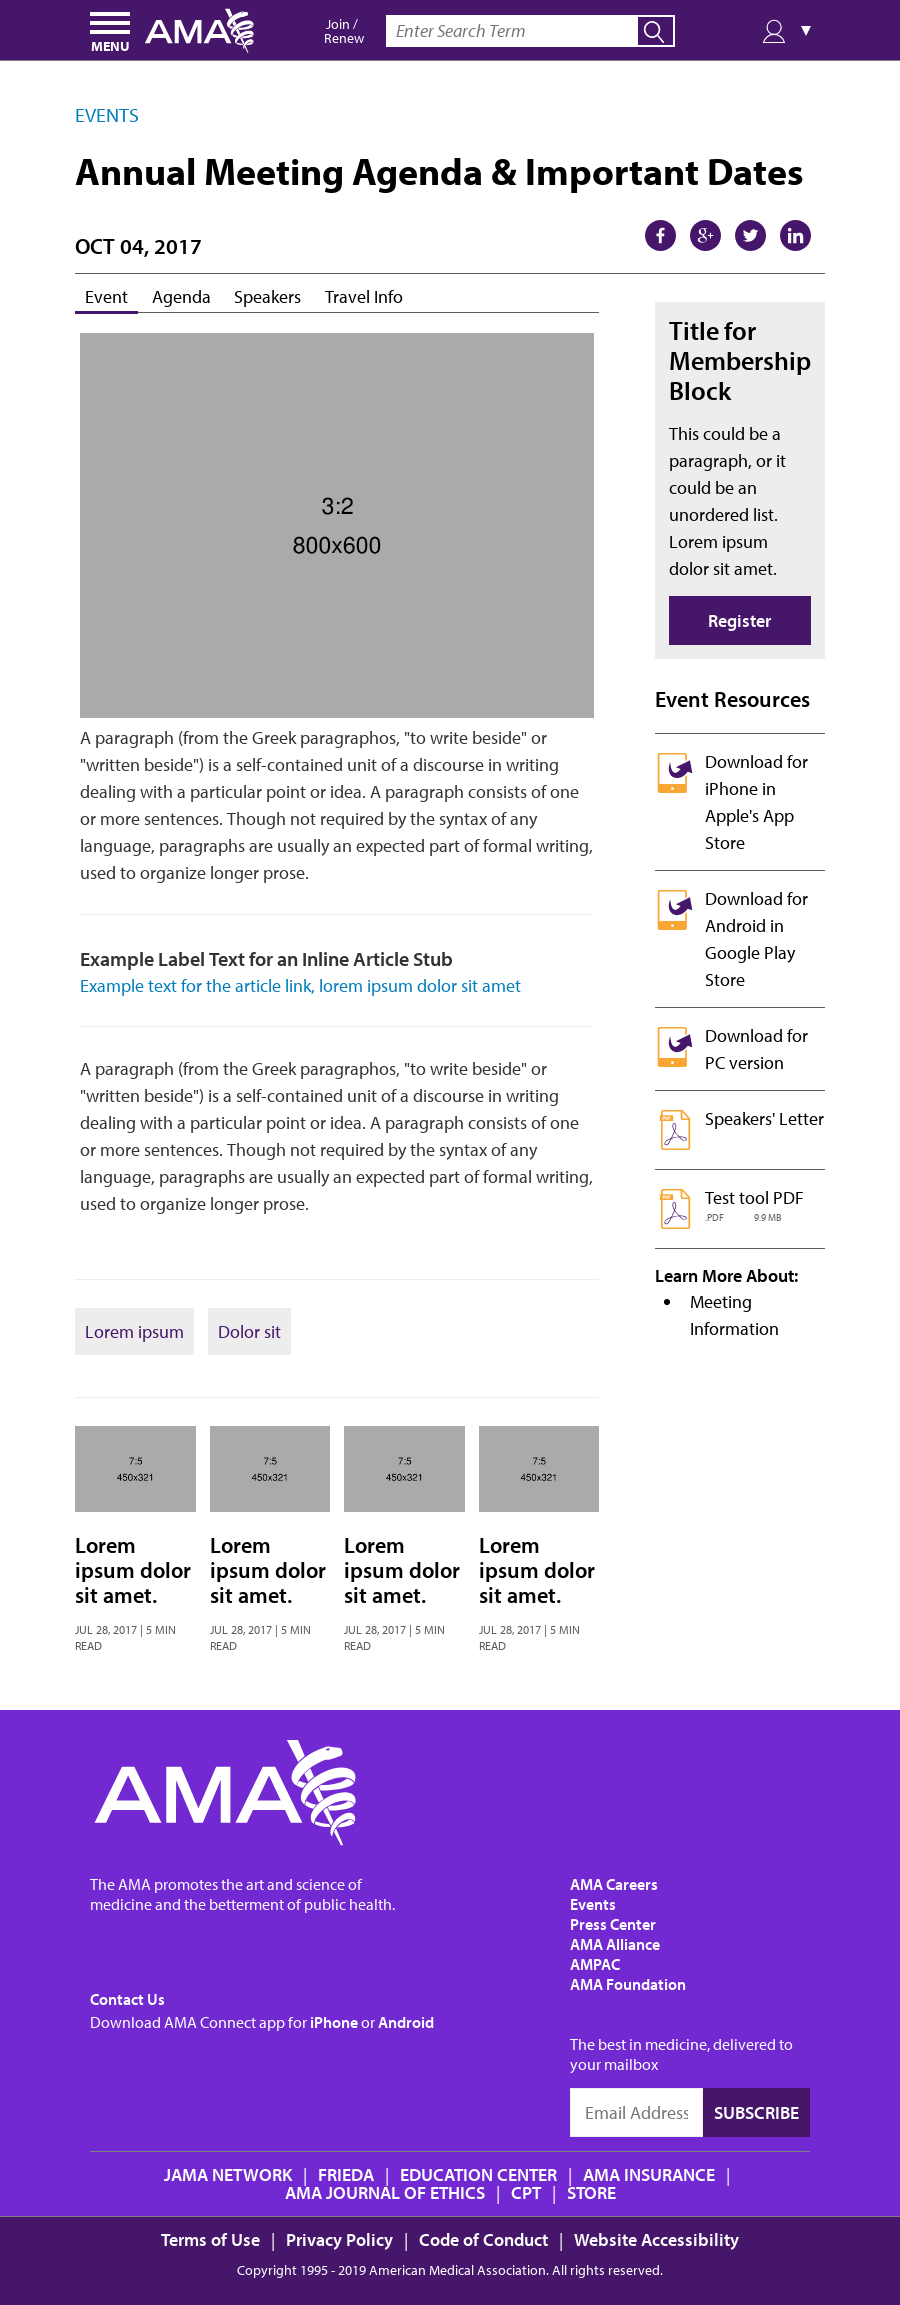 MENU
AMA
Join /
Renew
Enter Search Term
EVENTS
Annual Meeting Agenda & Important Dates
OCT 04, 2017
Event Agenda Speakers Travel Info
3:2
800x600
A paragraph (from the Greek paragraphos, "to write beside" or
"written beside") is a self-contained unit of a discourse in writing
dealing with a particular point or idea. A paragraph consists of one
or more sentences. Though not required by the syntax of any
language, paragraphs are usually an expected part of formal writing,
used to organize longer prose.
Example Label Text for an Inline Article Stub
Example text for the article link, lorem ipsum dolor sit amet
A paragraph (from the Greek paragraphos, "to write beside" or
"written beside") is a self-contained unit of a discourse in writing
dealing with a particular point or idea. A paragraph consists of one
or more sentences. Though not required by the syntax of any
language, paragraphs are usually an expected part of formal writing,
used to organize longer prose.
Lorem ipsum
Dolor sit
7:5
450x321
Lorem
ipsum dolor
sit amet.
JUL 28, 2017 | 5 MIN
READ
7:5
450x321
Lorem
ipsum dolor
sit amet.
JUL 28, 2017 | 5 MIN
READ
7:5
450x321
Lorem
ipsum dolor
sit amet.
JUL 28, 2017 | 5 MIN
READ
7:5
450x321
Lorem
ipsum dolor
sit amet.
JUL 28, 2017 | 5 MIN
READ
Title for
Membership
Block
This could be a
paragraph, or it
could be an
unordered list.
Lorem ipsum
dolor sit amet.
Register
Event Resources
Download for
iPhone in
Apple's App
Store
Download for
Android in
Google Play
Store
Download for
PC version
PDF
Speakers' Letter
PDF
Test tool PDF
.PDF 9.9 MB
Learn More About:
Meeting
Information
AMA
The AMA promotes the art and science of
medicine and the betterment of public health.
Contact Us
Download AMA Connect app for iPhone or Android
AMA Careers
Events
Press Center
AMA Alliance
AMPAC
AMA Foundation
The best in medicine, delivered to
your mailbox
Email Address
SUBSCRIBE
JAMA NETWORK | FRIEDA | EDUCATION CENTER | AMA INSURANCE |
AMA JOURNAL OF ETHICS | CPT | STORE
Terms of Use | Privacy Policy | Code of Conduct | Website Accessibility
Copyright 1995 - 2019 American Medical Association. All rights reserved.